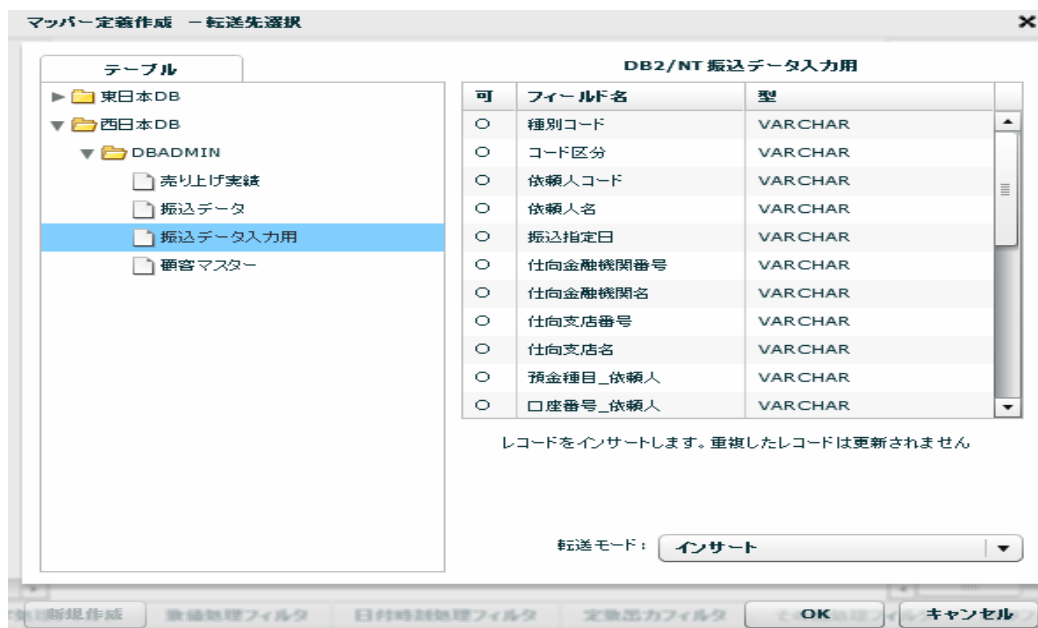 マッパー定義作成 －転送先選択
テーブル
東日本DB
西日本DB
DBADMIN
売り上げ実績
振込データ
振込データ入力用
顧客マスター
DB2/NT 振込データ入力用
可 フィールド名 型
○ 種別コード VARCHAR
○ コード区分 VARCHAR
○ 依頼人コード VARCHAR
○ 依頼人名 VARCHAR
○ 振込指定日 VARCHAR
○ 仕向金融機関番号 VARCHAR
○ 仕向金融機関名 VARCHAR
○ 仕向支店番号 VARCHAR
○ 仕向支店名 VARCHAR
○ 預金種目_依頼人 VARCHAR
○ 口座番号_依頼人 VARCHAR
レコードをインサートします。重複したレコードは更新されません
転送モード： インサート
新規作成 数値処理フィルタ 日付時刻処理フィルタ 定数出力フィルタ OK キャンセル